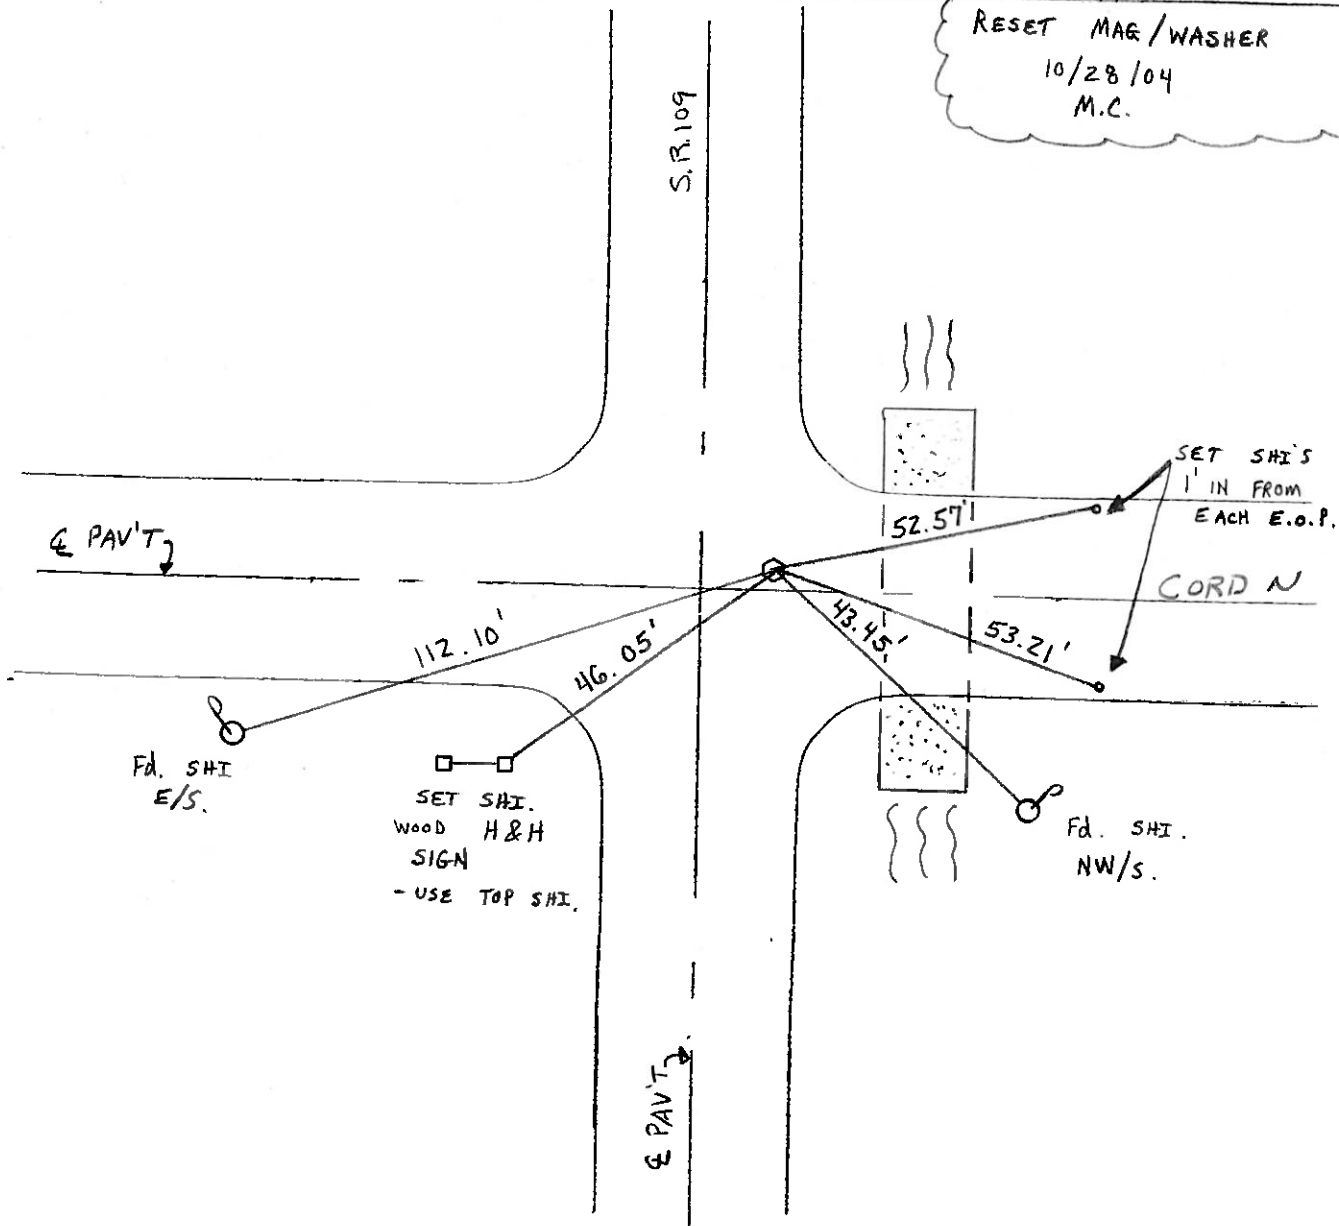 RESET MAG/WASHER
10/28/04
M.C.
S.R.109
SET SHI'S
1' IN FROM
EACH E.O.P.
52.57'
℄ PAV'T
CORD N
43.45'
53.21'
112.10'
46.05'
Fd. SHI
E/S.
SET SHI.
WOOD H&H
SIGN
- USE TOP SHI.
Fd. SHI.
NW/S.
℄ PAV'T